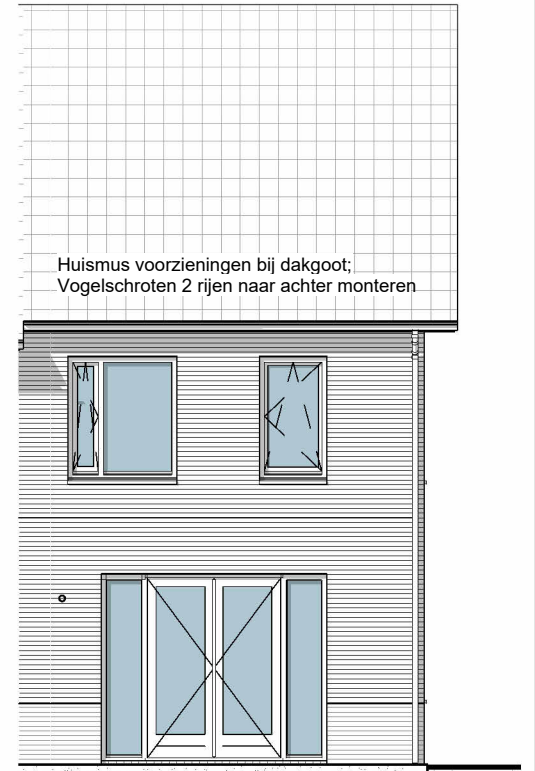 Huismus voorzieningen bij dakgoot;
Vogelschroten 2 rijen naar achter monteren